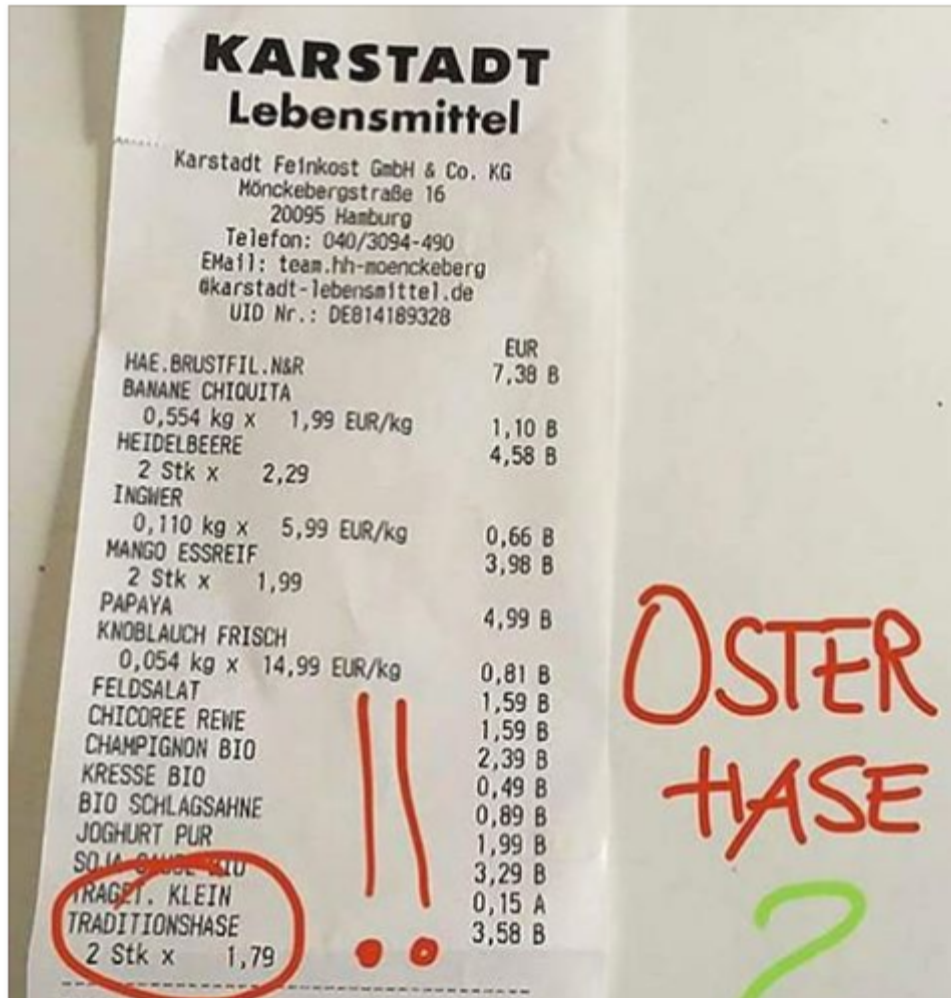 KARSTADT
Lebensmittel
Karstadt Feinkost GmbH & Co. KG
Mönckebergstraße 16
20095 Hamburg
Telefon: 040/3094-490
EMail: team.hh-moenckeberg
@karstadt-lebensmittel.de
UID Nr.: DE814189328
EUR
HAE.BRUSTFIL.N&R 7,38 B
BANANE CHIQUITA
0,554 kg x 1,99 EUR/kg 1,10 B
HEIDELBEERE 4,58 B
2 Stk x 2,29
INGWER
0,110 kg x 5,99 EUR/kg 0,66 B
MANGO ESSREIF 3,98 B
2 Stk x 1,99
PAPAYA 4,99 B
KNOBLAUCH FRISCH
0,054 kg x 14,99 EUR/kg 0,81 B
FELDSALAT 1,59 B
CHICOREE REWE 1,59 B
CHAMPIGNON BIO 2,39 B
KRESSE BIO 0,49 B
BIO SCHLAGSAHNE 0,89 B
JOGHURT PUR 1,99 B
SOJA SAUCE BIO 3,29 B
TRAGET. KLEIN 0,15 A
TRADITIONSHASE 3,58 B
2 Stk x 1,79
!!
OSTER
HASE
?